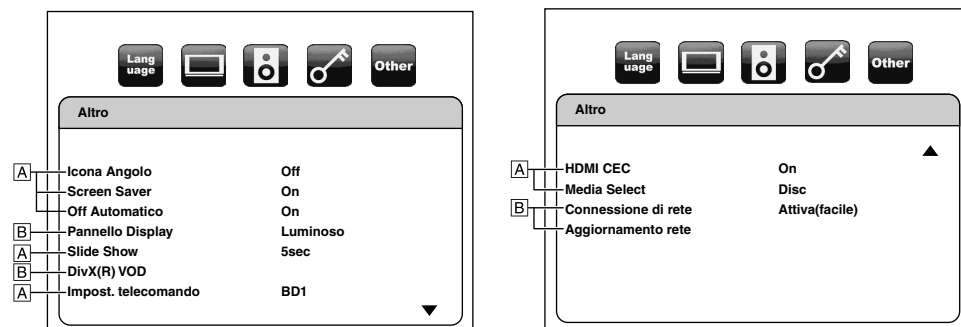 Lang
uage
Other
Altro
A Icona Angolo Off
Screen Saver On
Off Automatico On
B Pannello Display Luminoso
A Slide Show 5sec
B DivX(R) VOD
A Impost. telecomando BD1
Lang
uage
Other
Altro
A HDMI CEC On
Media Select Disc
B Connessione di rete Attiva(facile)
Aggiornamento rete